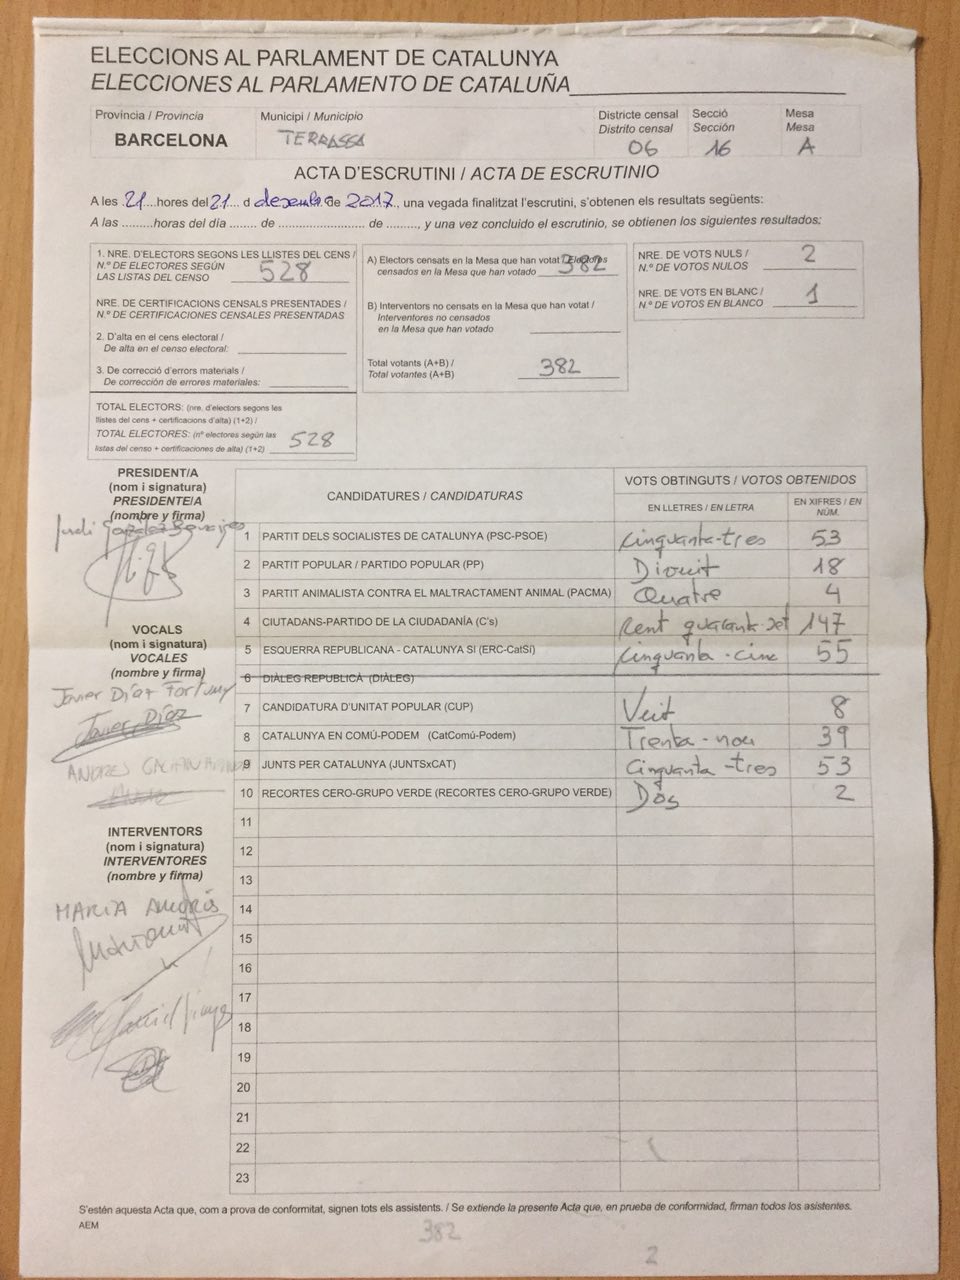 ELECCIONS AL PARLAMENT DE CATALUNYA
ELECCIONES AL PARLAMENTO DE CATALUÑA
Província / Provincia
BARCELONA
Municipi / Municipio
TERRASSA
Districte censal
Distrito censal
06
Secció
Sección
16
Mesa
Mesa
A
ACTA D'ESCRUTINI / ACTA DE ESCRUTINIO
A les .21...hores del 21. d desembre de 2017., una vegada finalitzat l'escrutini, s'obtenen els resultats següents:
A las .........horas del día ........ de ............................ de ........., y una vez concluido el escrutinio, se obtienen los siguientes resultados:
1. NRE. D'ELECTORS SEGONS LES LLISTES DEL CENS /
N.º DE ELECTORES SEGÚN
LAS LISTAS DEL CENSO 528
NRE. DE CERTIFICACIONS CENSALS PRESENTADES /
N.º DE CERTIFICACIONES CENSALES PRESENTADAS
2. D'alta en el cens electoral /
De alta en el censo electoral:
3. De correcció d'errors materials /
De corrección de errores materiales:
TOTAL ELECTORS: (nre. d'electors segons les
llistes del cens + certificacions d'alta) (1+2) /
TOTAL ELECTORES: (nº electores según las
listas del censo + certificaciones de alta) (1+2) 528
A) Electors censats en la Mesa que han votat / Electores
censados en la Mesa que han votado 382
B) Interventors no censats en la Mesa que han votat /
Interventores no censados
en la Mesa que han votado
Total votants (A+B) /
Total votantes (A+B) 382
NRE. DE VOTS NULS /
N.º DE VOTOS NULOS 2
NRE. DE VOTS EN BLANC /
N.º DE VOTOS EN BLANCO 1
PRESIDENT/A
(nom i signatura)
PRESIDENTE/A
(nombre y firma)
Jordi
VOCALS
(nom i signatura)
VOCALES
(nombre y firma)
Javier Díaz Fortuny
Javier Díaz
ANDRES
INTERVENTORS
(nom i signatura)
INTERVENTORES
(nombre y firma)
MARIA
CANDIDATURES / CANDIDATURAS
VOTS OBTINGUTS / VOTOS OBTENIDOS
EN LLETRES / EN LETRA
EN XIFRES / EN NÚM.
1 PARTIT DELS SOCIALISTES DE CATALUNYA (PSC-PSOE) Cinquanta-tres 53
2 PARTIT POPULAR / PARTIDO POPULAR (PP) Divuit 18
3 PARTIT ANIMALISTA CONTRA EL MALTRACTAMENT ANIMAL (PACMA) Quatre 4
4 CIUTADANS-PARTIDO DE LA CIUDADANÍA (C's) quaranta-set 147
5 ESQUERRA REPUBLICANA - CATALUNYA SI (ERC-CatSí) Cinquanta-cinc 55
6 DIÀLEG REPUBLICÀ (DIÀLEG)
7 CANDIDATURA D'UNITAT POPULAR (CUP) Vuit 8
8 CATALUNYA EN COMÚ-PODEM (CatComú-Podem) Trenta-nou 39
9 JUNTS PER CATALUNYA (JUNTSxCAT) Cinquanta-tres 53
10 RECORTES CERO-GRUPO VERDE (RECORTES CERO-GRUPO VERDE) Dos 2
11
12
13
14
15
16
17
18
19
20
21
22
23
S'estén aquesta Acta que, com a prova de conformitat, signen tots els assistents. / Se extiende la presente Acta que, en prueba de conformidad, firman todos los asistentes.
AEM
382
2